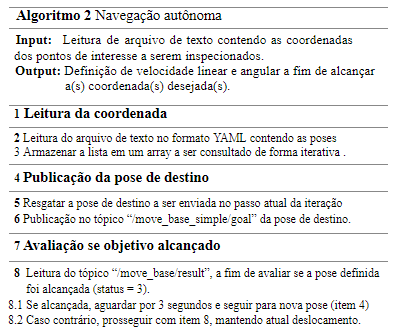 Algoritmo 2 Navegação autônoma
Input: Leitura de arquivo de texto contendo as coordenadas
dos pontos de interesse a serem inspecionados.
Output: Definição de velocidade linear e angular a fim de alcançar
a(s) coordenada(s) desejada(s).
1 Leitura da coordenada
2 Leitura do arquivo de texto no formato YAML contendo as poses
3 Armazenar a lista em um array a ser consultado de forma iterativa .
4 Publicação da pose de destino
5 Resgatar a pose de destino a ser enviada no passo atual da iteração
6 Publicação no tópico “/move_base_simple/goal” da pose de destino.
7 Avaliação se objetivo alcançado
8 Leitura do tópico “/move_base/result”, a fim de avaliar se a pose definida
foi alcançada (status = 3).
8.1 Se alcançada, aguardar por 3 segundos e seguir para nova pose (item 4)
8.2 Caso contrário, prosseguir com item 8, mantendo atual deslocamento.